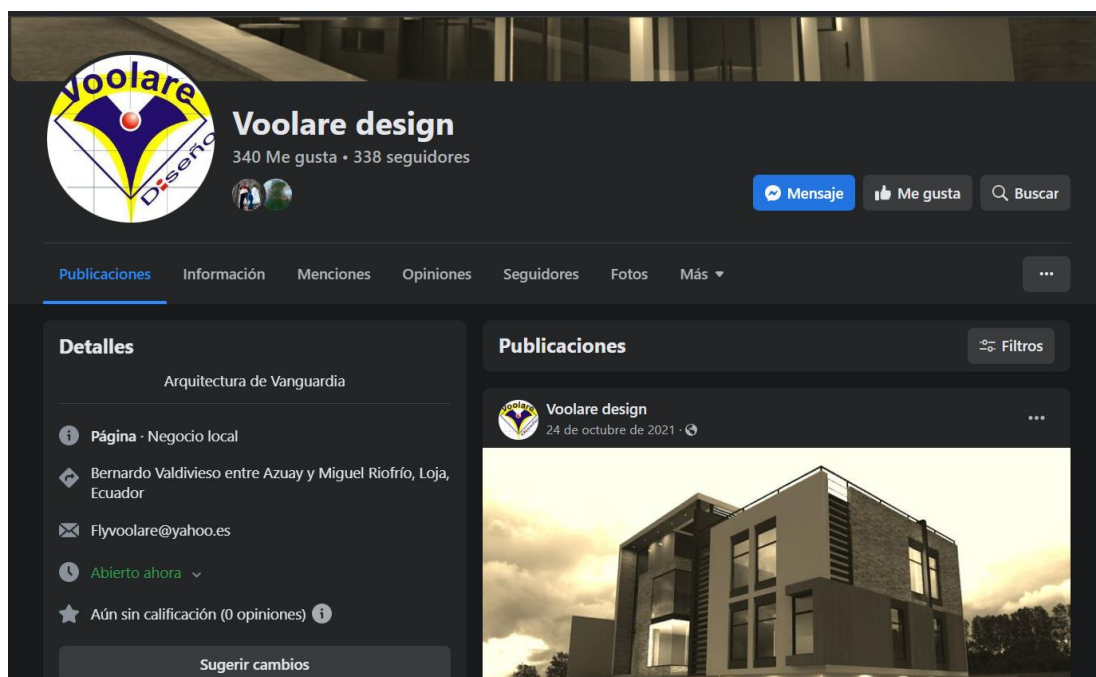 Voolare
Diseño
Voolare design
340 Me gusta • 338 seguidores
Mensaje
Me gusta
Buscar
Publicaciones
Información
Menciones
Opiniones
Seguidores
Fotos
Más
Detalles
Arquitectura de Vanguardia
Página · Negocio local
Bernardo Valdivieso entre Azuay y Miguel Riofrío, Loja,
Ecuador
Flyvoolare@yahoo.es
Abierto ahora
Aún sin calificación (0 opiniones)
Sugerir cambios
Publicaciones
Filtros
Voolare
Voolare design
24 de octubre de 2021 ·